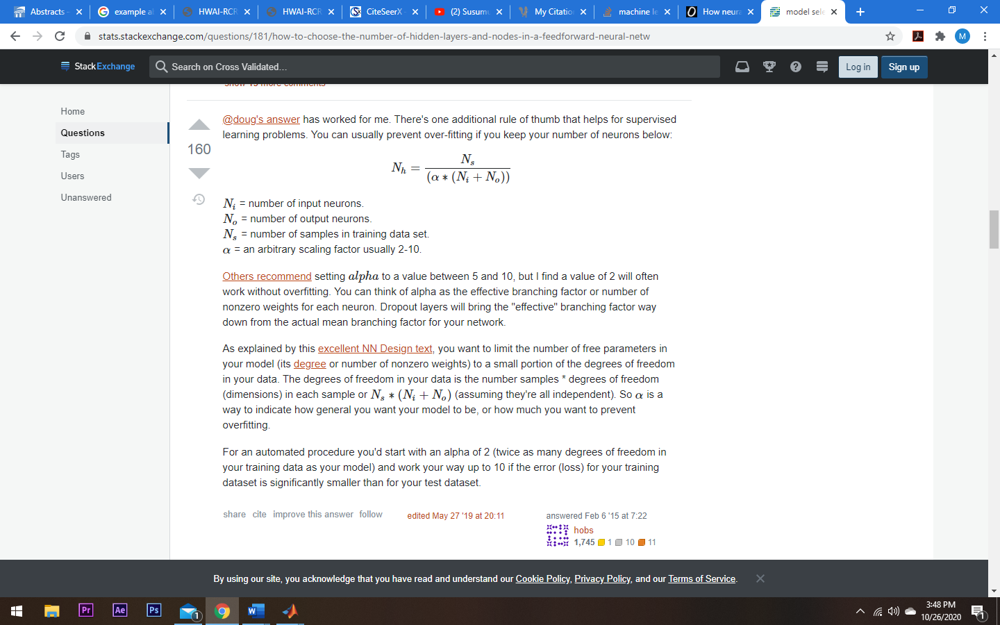 Abstracts -
example a
HWAI-RCR
HWAI-RCR
CiteSeerX
(2) Susumu
My Citatio
machine le
How neura
model sele
stats.stackexchange.com/questions/181/how-to-choose-the-number-of-hidden-layers-and-nodes-in-a-feedforward-neural-netw
M
StackExchange
Search on Cross Validated...
Log in
Sign up
show 15 more comments
Home
Questions
Tags
Users
Unanswered
160
@doug's answer has worked for me. There's one additional rule of thumb that helps for supervised
learning problems. You can usually prevent over-fitting if you keep your number of neurons below:
N_h = N_s / (α * (N_i + N_o))
N_i = number of input neurons.
N_o = number of output neurons.
N_s = number of samples in training data set.
α = an arbitrary scaling factor usually 2-10.
Others recommend setting alpha to a value between 5 and 10, but I find a value of 2 will often
work without overfitting. You can think of alpha as the effective branching factor or number of
nonzero weights for each neuron. Dropout layers will bring the "effective" branching factor way
down from the actual mean branching factor for your network.
As explained by this excellent NN Design text, you want to limit the number of free parameters in
your model (its degree or number of nonzero weights) to a small portion of the degrees of freedom
in your data. The degrees of freedom in your data is the number samples * degrees of freedom
(dimensions) in each sample or N_s * (N_i + N_o) (assuming they're all independent). So α is a
way to indicate how general you want your model to be, or how much you want to prevent
overfitting.
For an automated procedure you'd start with an alpha of 2 (twice as many degrees of freedom in
your training data as your model) and work your way up to 10 if the error (loss) for your training
dataset is significantly smaller than for your test dataset.
share cite improve this answer follow
edited May 27 '19 at 20:11
answered Feb 6 '15 at 7:22
hobs
1,745 1 10 11
By using our site, you acknowledge that you have read and understand our Cookie Policy, Privacy Policy, and our Terms of Service.
Pr
Ae
Ps
1
3:48 PM
10/26/2020
1